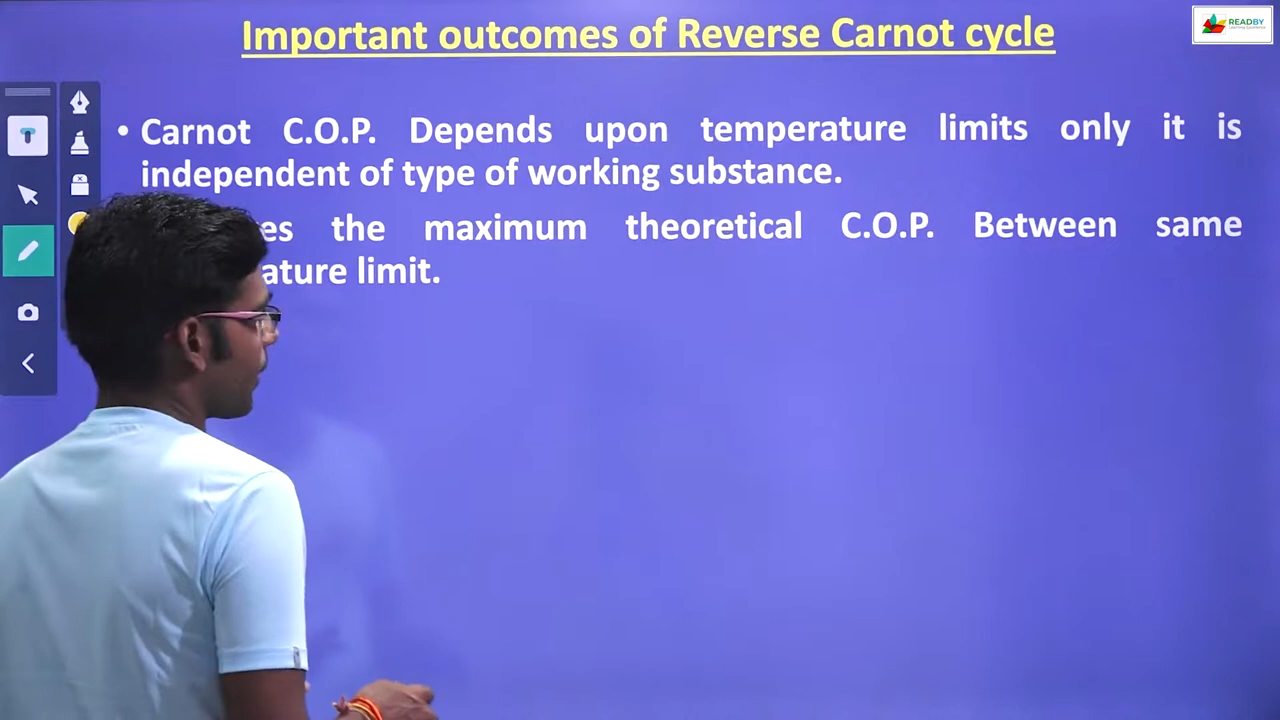 Important outcomes of Reverse Carnot cycle
READBY
• Carnot C.O.P. Depends upon temperature limits only it is
independent of type of working substance.
es the maximum theoretical C.O.P. Between same
ature limit.